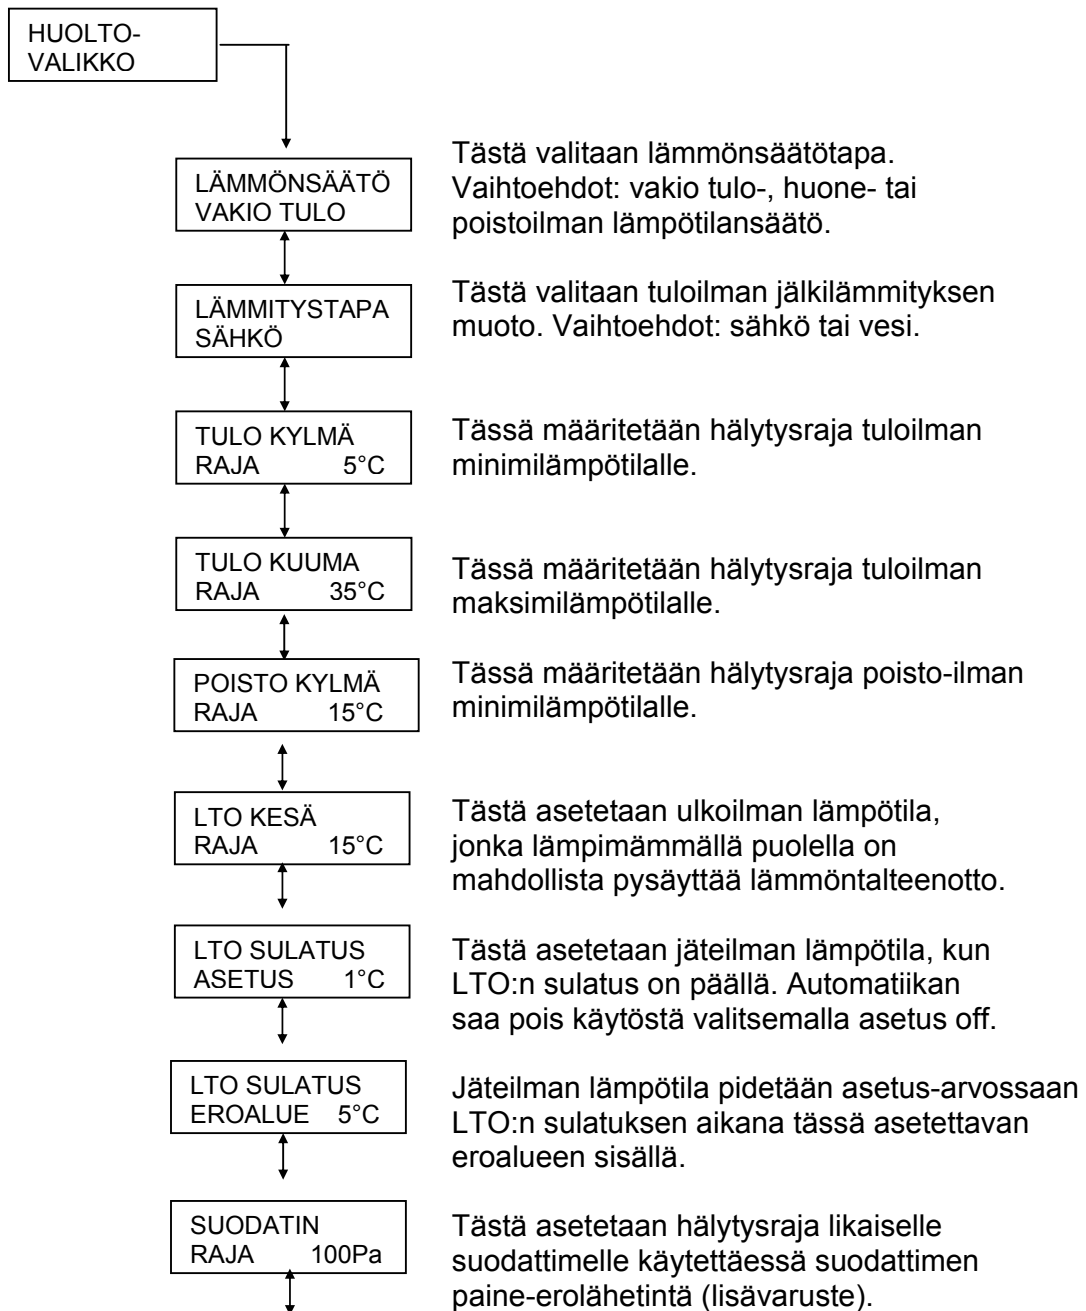 HUOLTO-
VALIKKO
LÄMMÖNSÄÄTÖ
VAKIO TULO
Tästä valitaan lämmönsäätötapa.
Vaihtoehdot: vakio tulo-, huone- tai
poistoilman lämpötilansäätö.
LÄMMITYSTAPA
SÄHKÖ
Tästä valitaan tuloilman jälkilämmityksen
muoto. Vaihtoehdot: sähkö tai vesi.
TULO KYLMÄ
RAJA 5°C
Tässä määritetään hälytysraja tuloilman
minimilämpötilalle.
TULO KUUMA
RAJA 35°C
Tässä määritetään hälytysraja tuloilman
maksimilämpötilalle.
POISTO KYLMÄ
RAJA 15°C
Tässä määritetään hälytysraja poisto-ilman
minimilämpötilalle.
LTO KESÄ
RAJA 15°C
Tästä asetetaan ulkoilman lämpötila,
jonka lämpimämmällä puolella on
mahdollista pysäyttää lämmöntalteenotto.
LTO SULATUS
ASETUS 1°C
Tästä asetetaan jäteilman lämpötila, kun
LTO:n sulatus on päällä. Automatiikan
saa pois käytöstä valitsemalla asetus off.
LTO SULATUS
EROALUE 5°C
Jäteilman lämpötila pidetään asetus-arvossaan
LTO:n sulatuksen aikana tässä asetettavan
eroalueen sisällä.
SUODATIN
RAJA 100Pa
Tästä asetetaan hälytysraja likaiselle
suodattimelle käytettäessä suodattimen
paine-erolähetintä (lisävaruste).